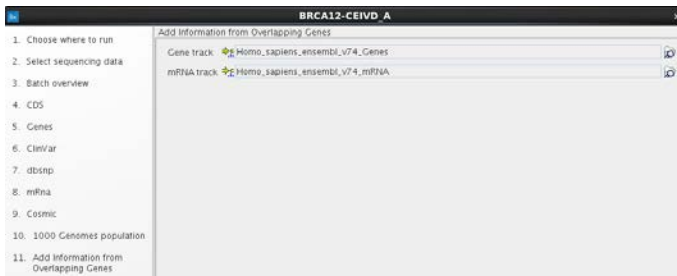 BRCA12-CEIVD_A
1. Choose where to run
2. Select sequencing data
3. Batch overview
4. CDS
5. Genes
6. ClinVar
7. dbsnp
8. mRna
9. Cosmic
10. 1000 Genomes population
11. Add Information from
Overlapping Genes
Add Information from Overlapping Genes
Gene track Homo_sapiens_ensembl_v74_Genes
mRNA track Homo_sapiens_ensembl_v74_mRNA